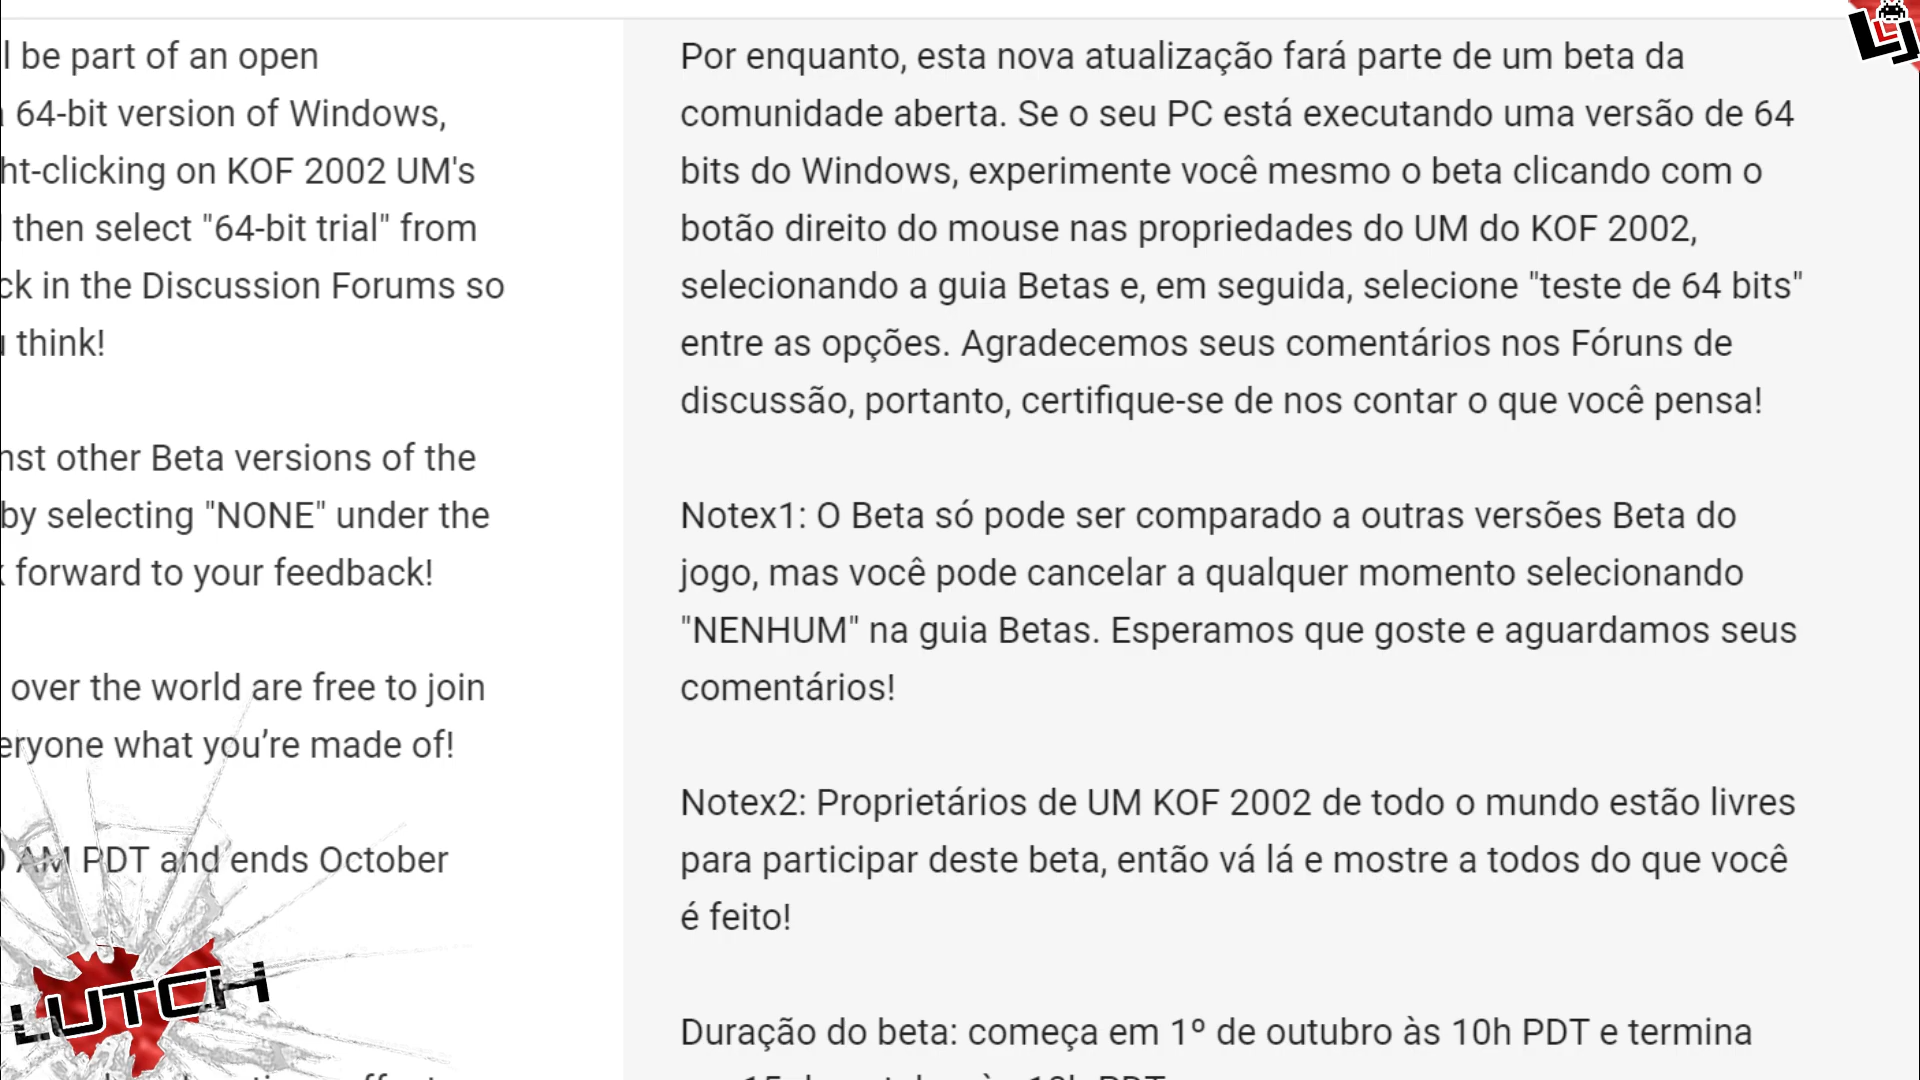 l be part of an open
64-bit version of Windows,
ht-clicking on KOF 2002 UM's
then select "64-bit trial" from
ck in the Discussion Forums so
think!
nst other Beta versions of the
by selecting "NONE" under the
forward to your feedback!
over the world are free to join
eryone what you’re made of!
AM PDT and ends October
LUTCH
Por enquanto, esta nova atualização fará parte de um beta da
comunidade aberta. Se o seu PC está executando uma versão de 64
bits do Windows, experimente você mesmo o beta clicando com o
botão direito do mouse nas propriedades do UM do KOF 2002,
selecionando a guia Betas e, em seguida, selecione "teste de 64 bits"
entre as opções. Agradecemos seus comentários nos Fóruns de
discussão, portanto, certifique-se de nos contar o que você pensa!
Notex1: O Beta só pode ser comparado a outras versões Beta do
jogo, mas você pode cancelar a qualquer momento selecionando
"NENHUM" na guia Betas. Esperamos que goste e aguardamos seus
comentários!
Notex2: Proprietários de UM KOF 2002 de todo o mundo estão livres
para participar deste beta, então vá lá e mostre a todos do que você
é feito!
Duração do beta: começa em 1º de outubro às 10h PDT e termina